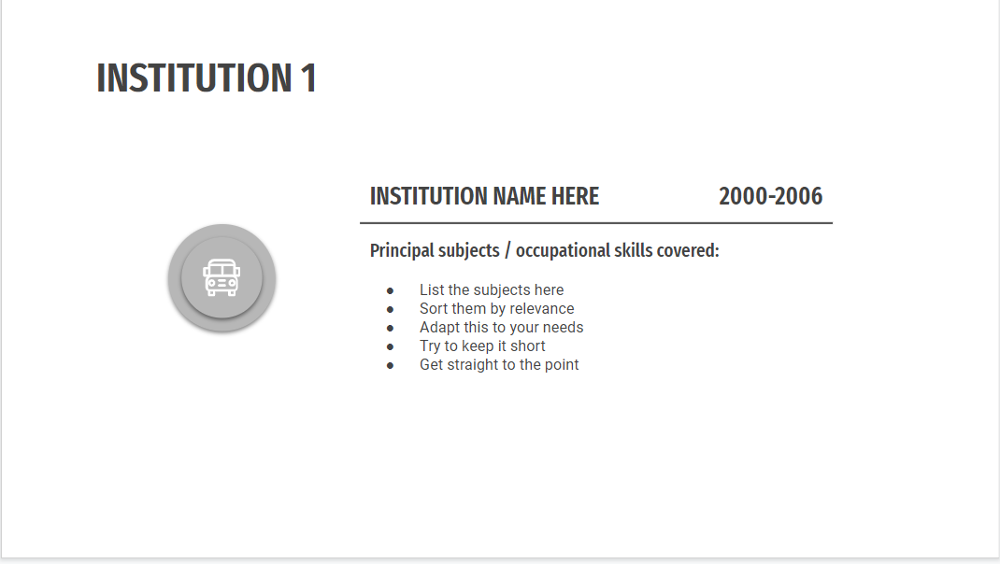 INSTITUTION 1
INSTITUTION NAME HERE 2000-2006
Principal subjects / occupational skills covered:
● List the subjects here
● Sort them by relevance
● Adapt this to your needs
● Try to keep it short
● Get straight to the point